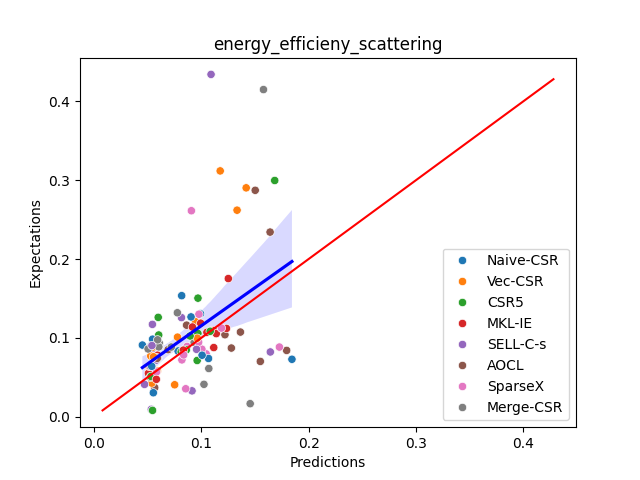 energy_efficieny_scattering
Expectations
0.4
0.3
0.2
0.1
0.0
0.0 0.1 0.2 0.3 0.4
Predictions
Naive-CSR
Vec-CSR
CSR5
MKL-IE
SELL-C-s
AOCL
SparseX
Merge-CSR